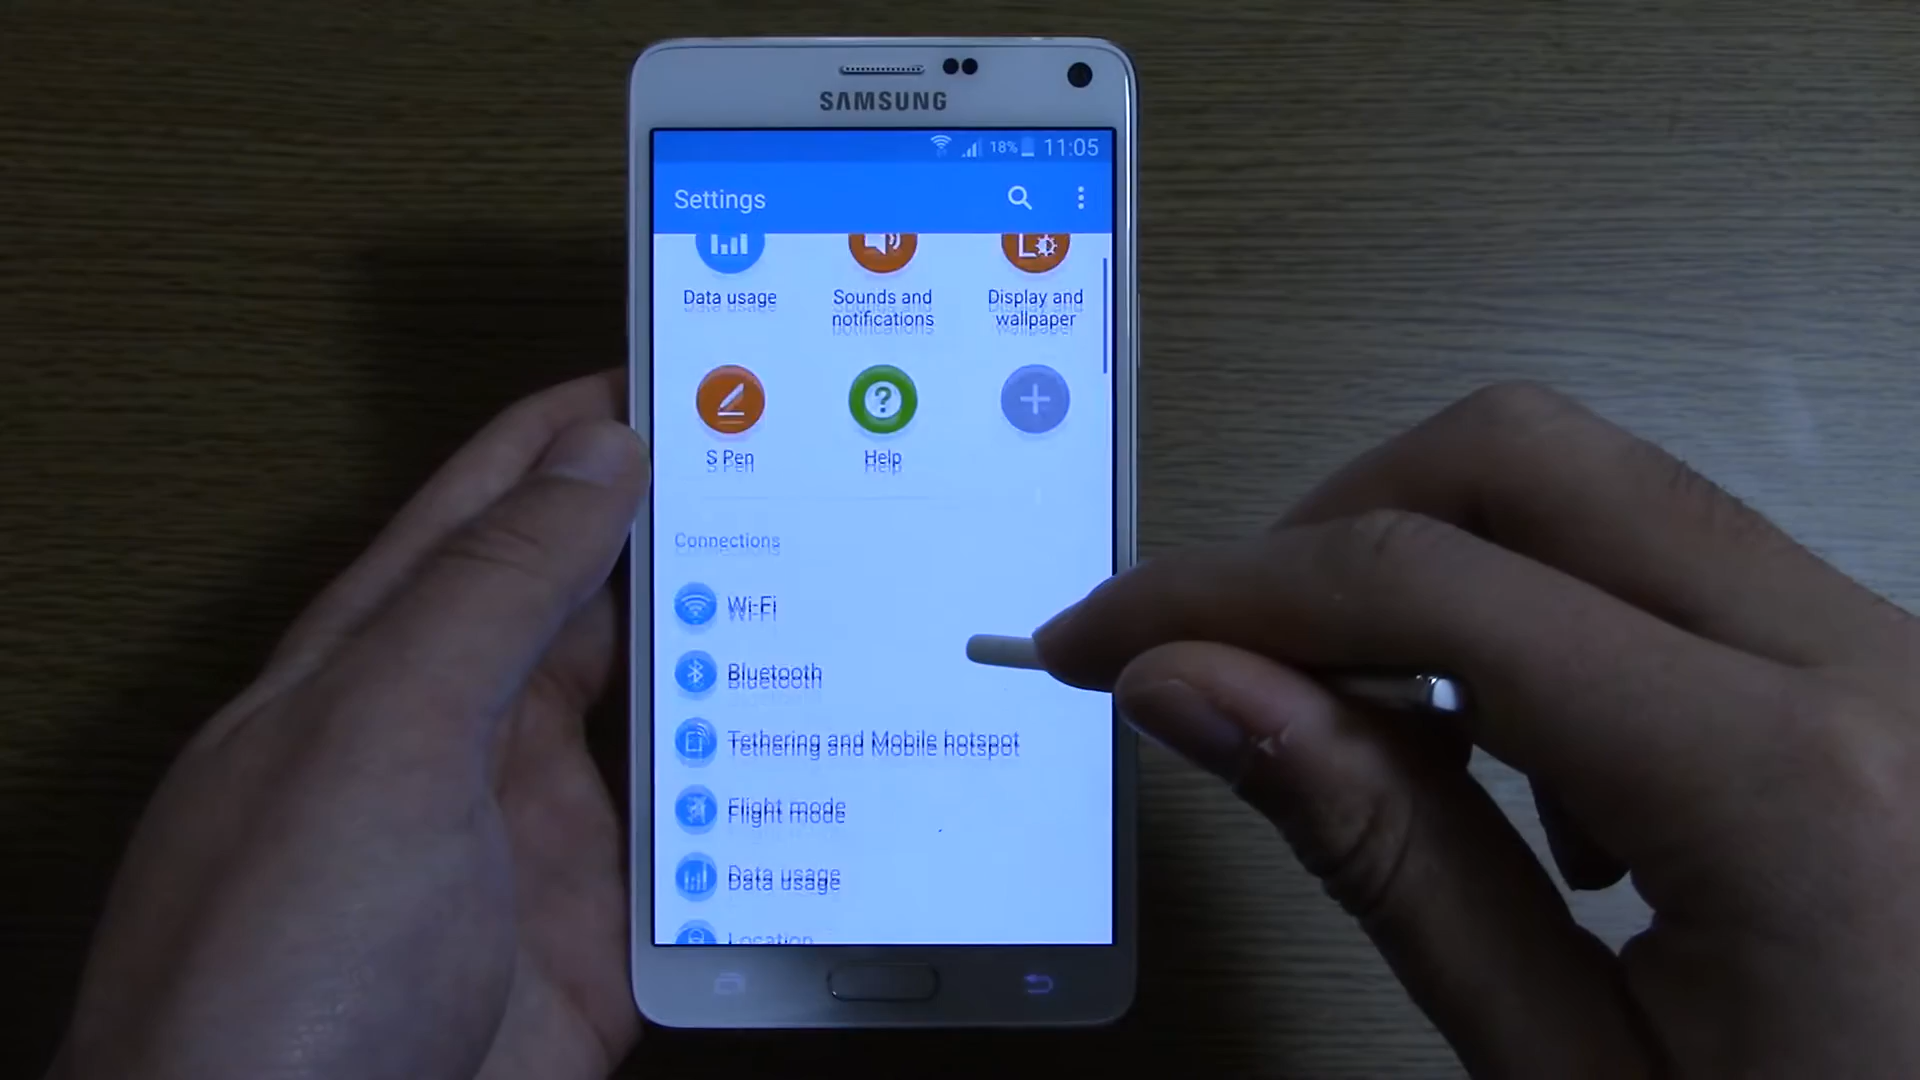 SAMSUNG
18% 11:05
Settings
Data usage
Sounds and
notifications
Display and
wallpaper
S Pen
Help
Connections
Wi-Fi
Bluetooth
Tethering and Mobile hotspot
Flight mode
Data usage
Location